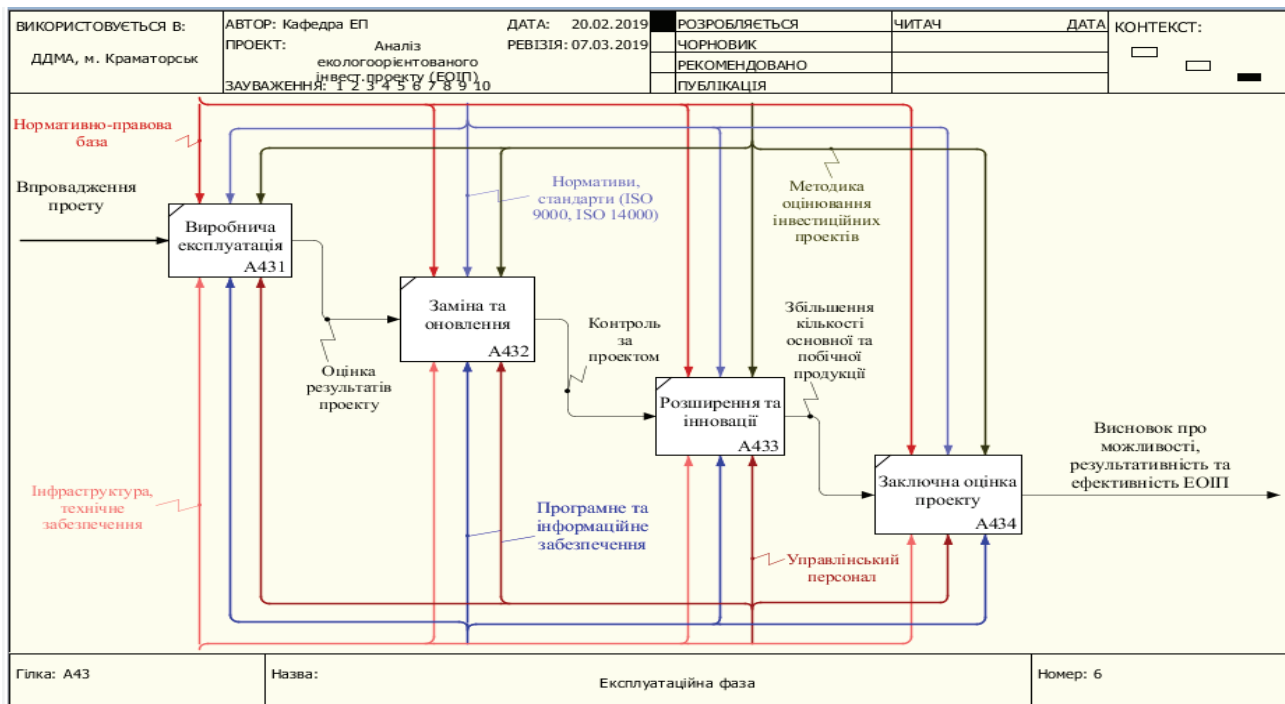 ВИКОРИСТОВУЄТЬСЯ В:
ДДМА, м. Краматорськ
АВТОР: Кафедра ЕП
ДАТА: 20.02.2019
ПРОЕКТ: Аналіз
екологоорієнтованого
інвест.проекту (ЕОІП)
РЕВІЗІЯ: 07.03.2019
ЗАУВАЖЕННЯ: 1 2 3 4 5 6 7 8 9 10
РОЗРОБЛЯЄТЬСЯ
ЧОРНОВИК
РЕКОМЕНДОВАНО
ПУБЛІКАЦІЯ
ЧИТАЧ
ДАТА
КОНТЕКСТ:
Нормативно-правова
база
Впровадження
проету
Виробнича
експлуатація
A431
Нормативи,
стандарти (ISO
9000, ISO 14000)
Методика
оцінювання
інвестиційних
проектів
Заміна та
оновлення
A432
Оцінка
результатів
проекту
Контроль
за
проектом
Збільшення
кількості
основної та
побічної
продукції
Розширення та
інновації
A433
Висновок про
можливості,
результативність та
ефективність ЕОІП
Заключна оцінка
проекту
A434
Інфраструктура,
технічне
забезпечення
Програмне та
інформаційне
забезпечення
Управлінський
персонал
Гілка: A43
Назва:
Експлуатаційна фаза
Номер: 6